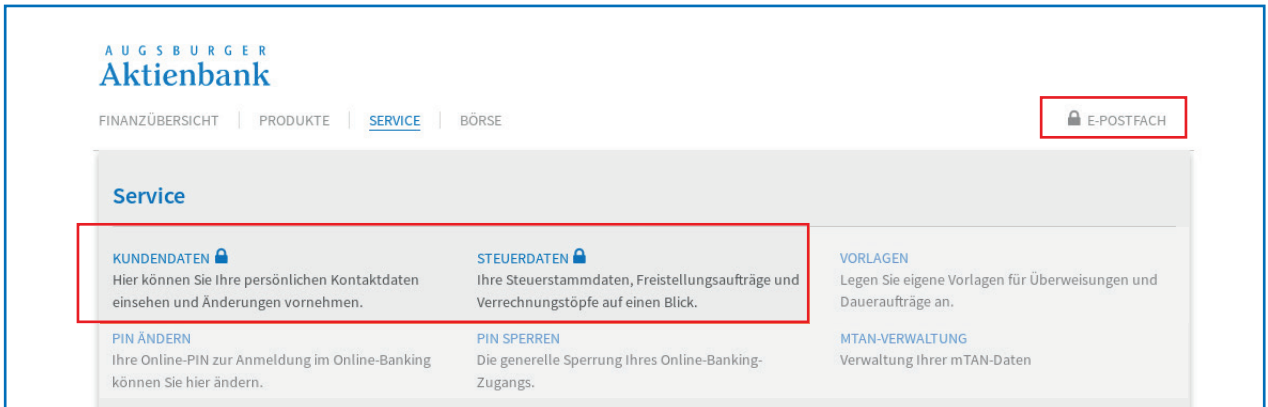 AUGSBURGER
Aktienbank
FINANZÜBERSICHT PRODUKTE SERVICE BÖRSE E-POSTFACH
Service
KUNDENDATEN
Hier können Sie Ihre persönlichen Kontaktdaten
einsehen und Änderungen vornehmen.
STEUERDATEN
Ihre Steuerstammdaten, Freistellungsaufträge und
Verrechnungstöpfe auf einen Blick.
VORLAGEN
Legen Sie eigene Vorlagen für Überweisungen und
Daueraufträge an.
PIN ÄNDERN
Ihre Online-PIN zur Anmeldung im Online-Banking
können Sie hier ändern.
PIN SPERREN
Die generelle Sperrung Ihres Online-Banking-
Zugangs.
MTAN-VERWALTUNG
Verwaltung Ihrer mTAN-Daten